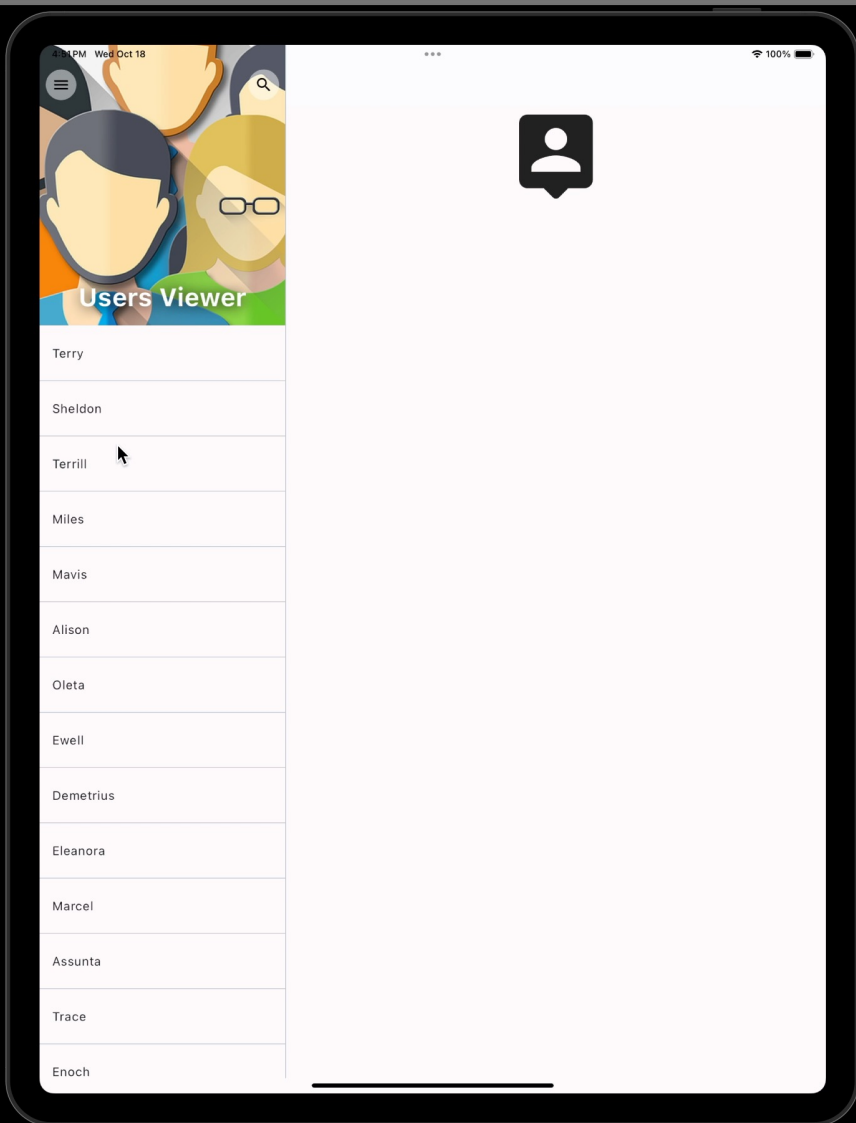 PM Wed Oct 18
100%
Users Viewer
Terry
Sheldon
Terrill
Miles
Mavis
Alison
Oleta
Ewell
Demetrius
Eleanora
Marcel
Assunta
Trace
Enoch